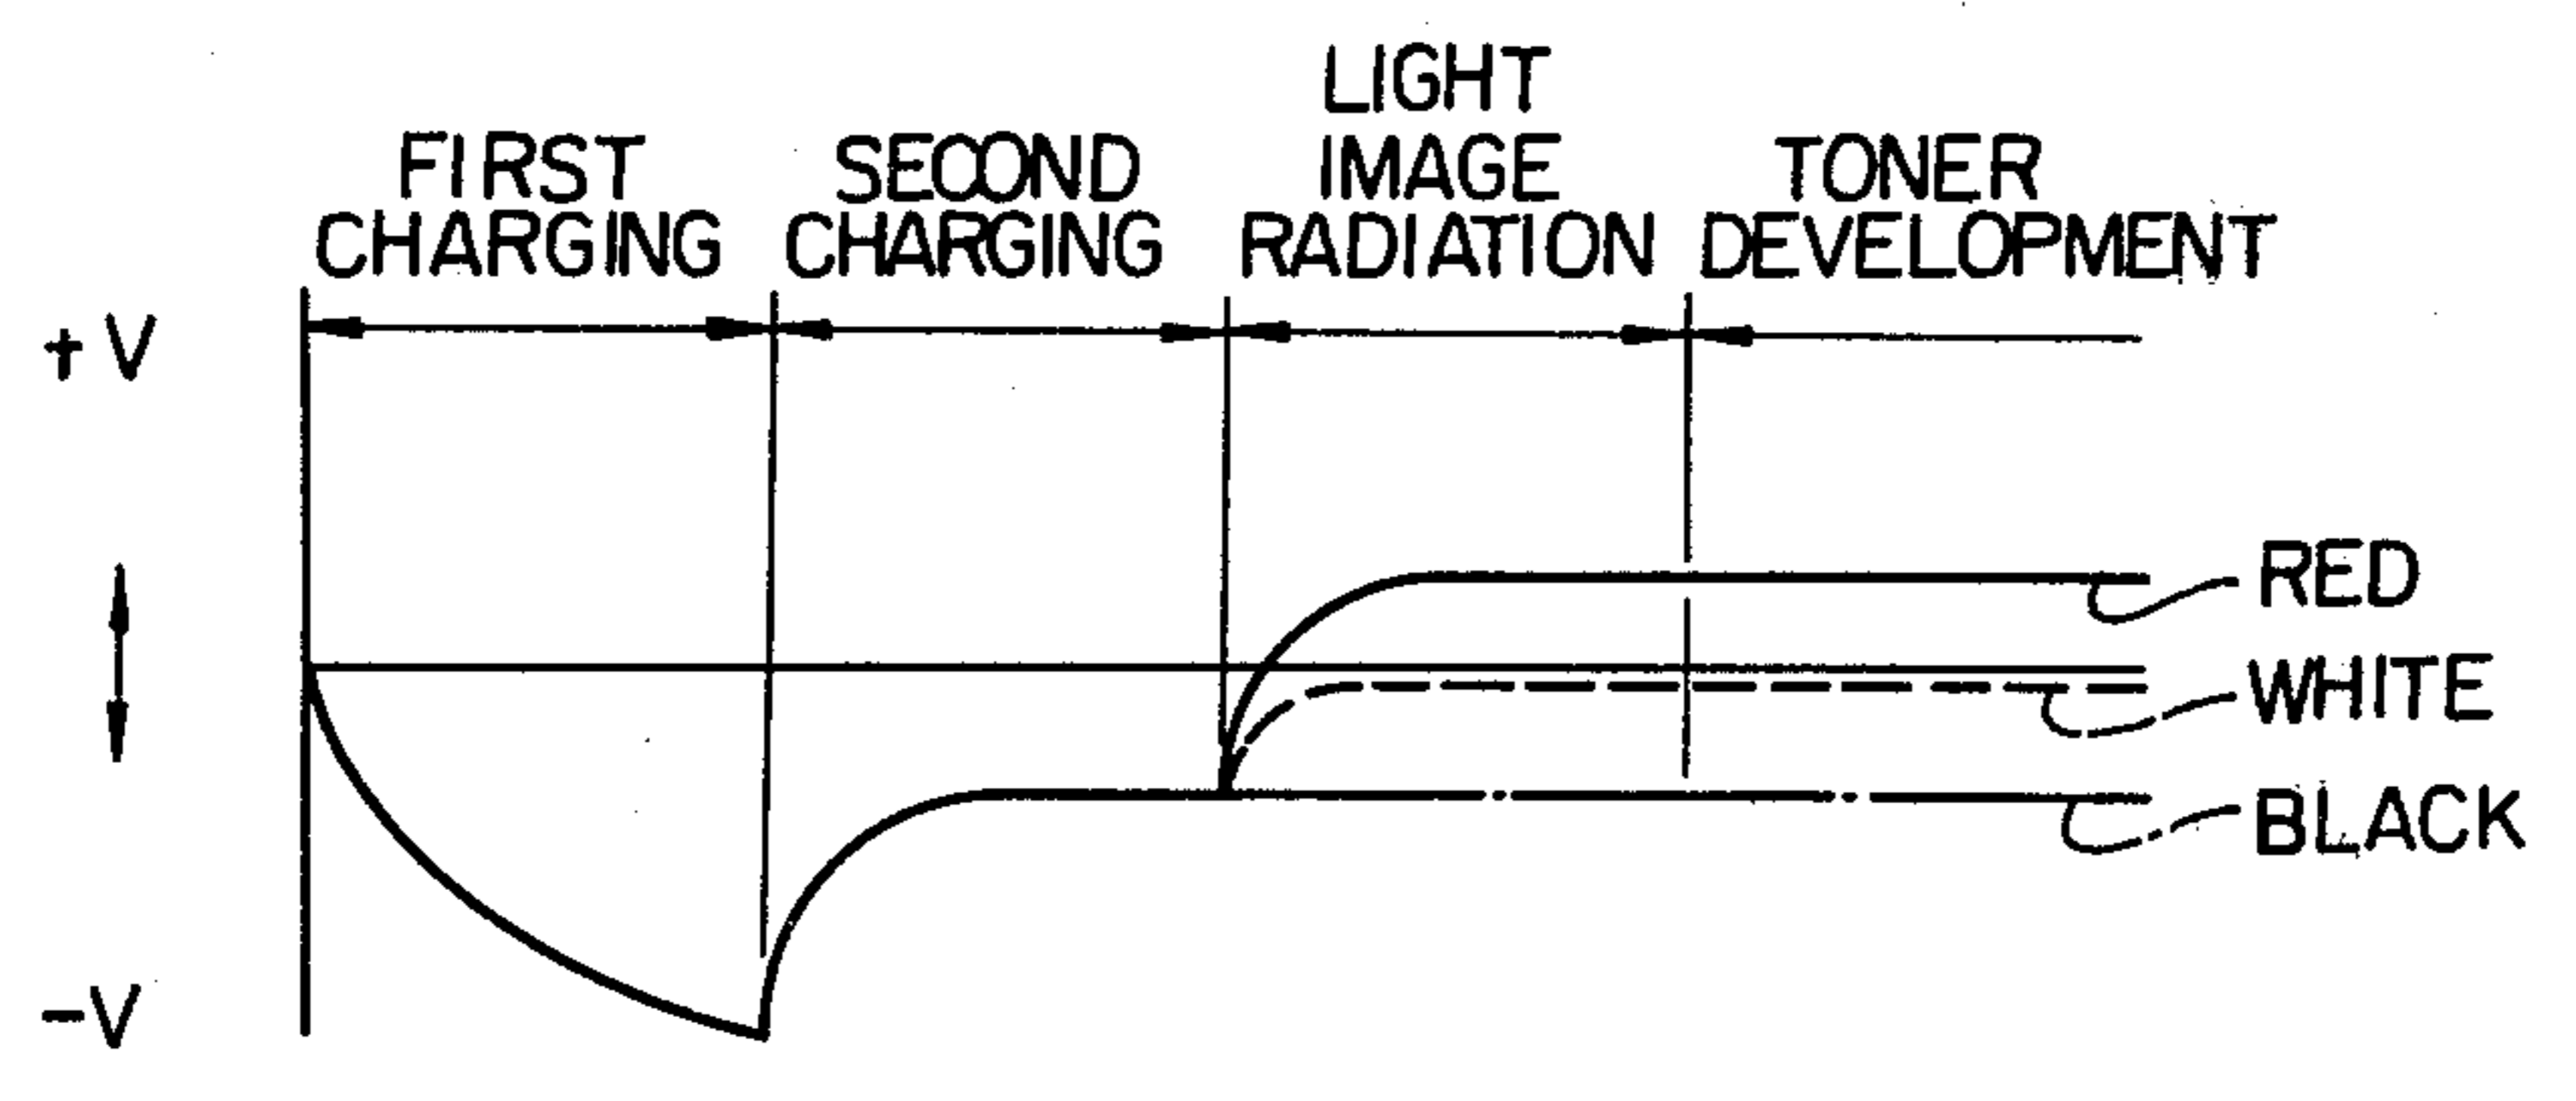 FIRST
CHARGING
SECOND
CHARGING
LIGHT
IMAGE
RADIATION
TONER
DEVELOPMENT
+V
-V
RED
WHITE
BLACK